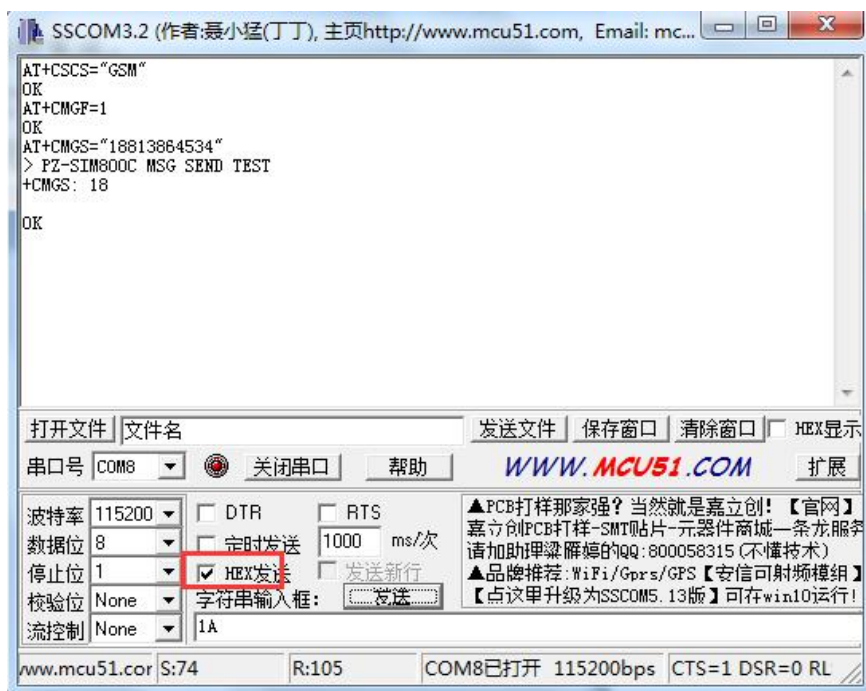 SSCOM3.2 (作者:聂小猛(丁丁), 主页http://www.mcu51.com, Email: mc...
AT+CSCS="GSM"
OK
AT+CMGF=1
OK
AT+CMGS="18813864534"
> PZ-SIM800C MSG SEND TEST
+CMGS: 18
OK
打开文件 文件名 发送文件 保存窗口 清除窗口 HEX显示
串口号 COM8 关闭串口 帮助 WWW.MCU51.COM 扩展
波特率 115200 DTR RTS
数据位 8 定时发送 1000 ms/次
停止位 1 HEX发送 发送新行
校验位 None 字符串输入框: 发送
流控制 None 1A
▲PCB打样那家强? 当然就是嘉立创! 【官网】
嘉立创PCB打样-SMT贴片-元器件商城—条龙服务
请加助理梁雁婷的QQ:800058315(不懂技术)
▲品牌推荐:WiFi/Gprs/GPS【安信可射频模组】
【点这里升级为SSCOM5.13版】可在win10运行!
www.mcu51.cor S:74 R:105 COM8已打开 115200bps CTS=1 DSR=0 RL